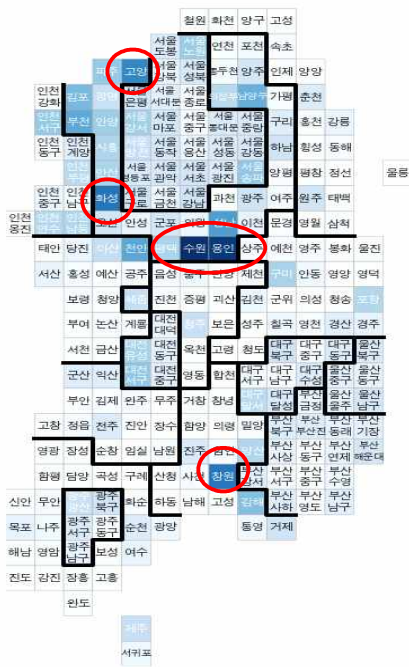 철원 화천 양구 고성
서울도봉 서울노원 연천 포천 속초
파주 고양 서울강북 서울성북 동두천 양주 인제 양양
인천강화 김포 서울은평 서울서대문 서울종로 의정부 남양주 가평 춘천
인천서구 부천 안양 서울강서 서울마포 서울중구 서울동대문 서울중랑 구리 홍천 강릉
인천동구 인천계양 시흥 서울동작 서울용산 서울성동 서울강동 하남 횡성 동해
서울영등포 서울관악 서울서초 서울광진 서울송파 양평 평창 정선 울릉
인천중구 인천남구 화성 서울구로 서울금천 서울강남 과천 광주 여주 원주 태백
인천옹진 인천연수 인천남동 오산 안성 군포 의왕 성남 이천 문경 영월 삼척
태안 당진 아산 천안 평택 수원 용인 상주 예천 영주 봉화 울진
서산 홍성 예산 공주 음성 충주 단양 제천 구미 안동 영양 영덕
보령 청양 세종 진천 증평 괴산 김천 군위 의성 청송 포항
부여 논산 계룡 대전대덕 청주 보은 성주 칠곡 영천 경산 경주
서천 금산 대전유성 대전동구 옥천 고령 청도 대구북구 대구중구 대구동구 울산북구
군산 익산 대전서구 대전중구 영동 합천 대구서구 대구남구 대구수성 울산중구 울산동구
부안 김제 완주 무주 거창 창녕 대구달서 대구달성 부산금정 울산울주 울산남구
고창 정읍 전주 진안 장수 함양 의령 밀양 부산북구 부산부산진 부산동래 부산기장
영광 장성 순창 임실 남원 진주 함안 양산 부산사상 부산동구 부산연제 부산해운대
함평 담양 곡성 구례 산청 사천 창원 부산강서 부산서구 부산중구 부산수영
신안 무안 광주광산 광주북구 화순 하동 남해 고성 김해 부산사하 부산영도 부산남구
목포 나주 광주서구 광주동구 순천 광양 통영 거제
해남 영암 광주남구 보성 여수
진도 강진 장흥 고흥
완도
제주
서귀포